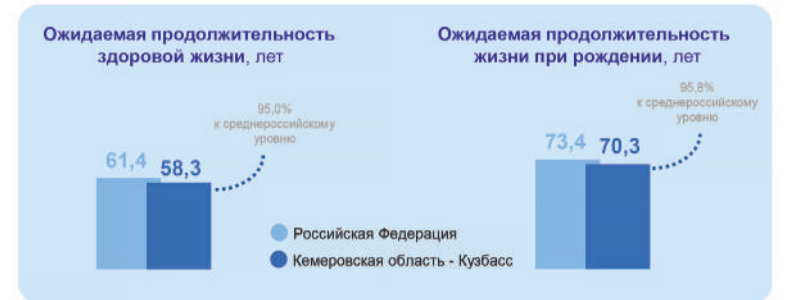 Ожидаемая продолжительность
здоровой жизни, лет
95,0%
к среднероссийскому
уровню
61,4
58,3
Ожидаемая продолжительность
жизни при рождении, лет
95,8%
к среднероссийскому
уровню
73,4
70,3
Российская Федерация
Кемеровская область - Кузбасс